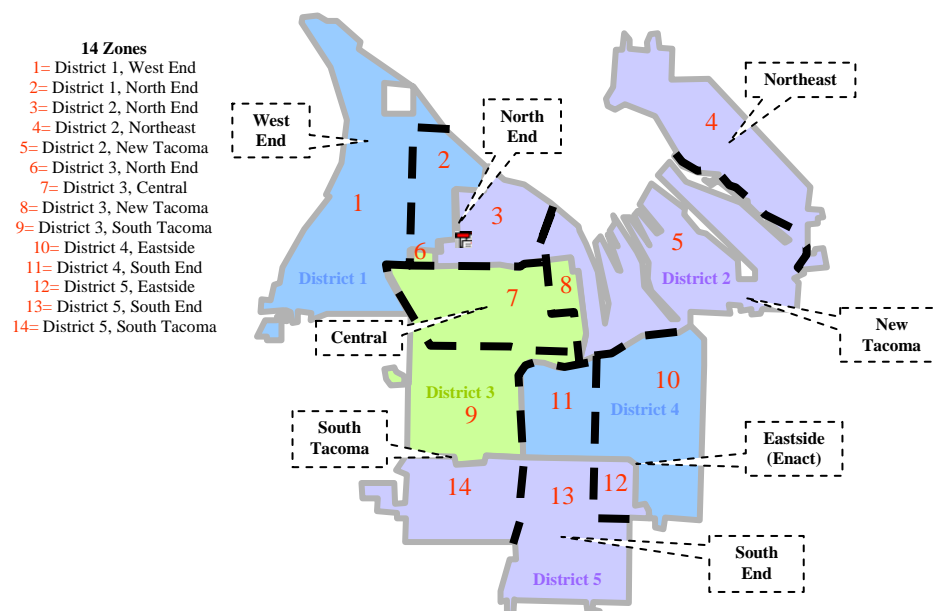 14 Zones
1= District 1, West End
2= District 1, North End
3= District 2, North End
4= District 2, Northeast
5= District 2, New Tacoma
6= District 3, North End
7= District 3, Central
8= District 3, New Tacoma
9= District 3, South Tacoma
10= District 4, Eastside
11= District 4, South End
12= District 5, Eastside
13= District 5, South End
14= District 5, South Tacoma
West
End
North
End
Northeast
4
2
1
3
5
6
District 1
District 2
7
8
Central
New
Tacoma
10
11
District 3
District 4
9
South
Tacoma
Eastside
(Enact)
14
13
12
South
End
District 5